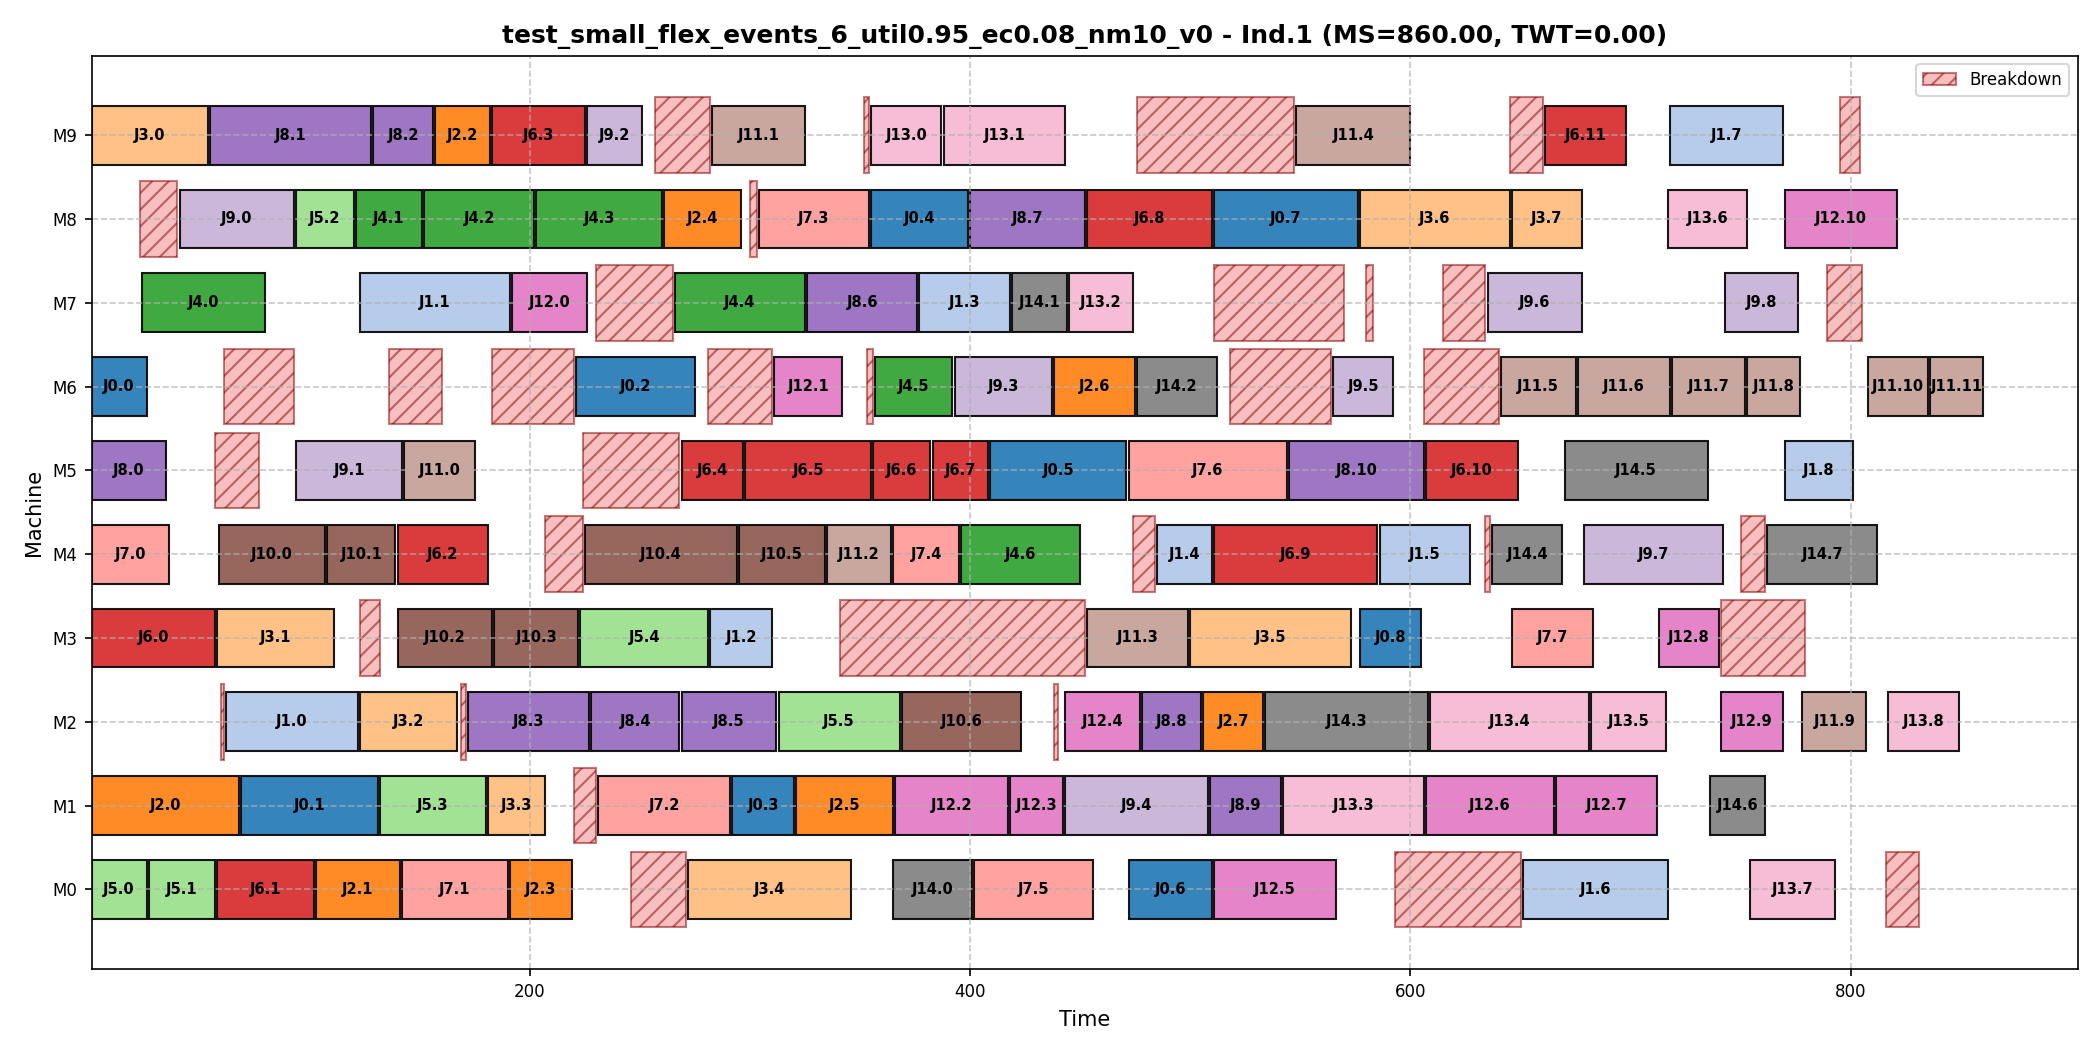 test_small_flex_events_6_util0.95_ec0.08_nm10_v0 - Ind.1 (MS=860.00, TWT=0.00)
Breakdown
M9 J3.0 J8.1 J8.2 J2.2 J6.3 J9.2 J11.1 J13.0 J13.1 J11.4 J6.11 J1.7
M8 J9.0 J5.2 J4.1 J4.2 J4.3 J2.4 J7.3 J0.4 J8.7 J6.8 J0.7 J3.6 J3.7 J13.6 J12.10
M7 J4.0 J1.1 J12.0 J4.4 J8.6 J1.3 J14.1 J13.2 J9.6 J9.8
M6 J0.0 J0.2 J12.1 J4.5 J9.3 J2.6 J14.2 J9.5 J11.5 J11.6 J11.7 J11.8 J11.10 J11.11
M5 J8.0 J9.1 J11.0 J6.4 J6.5 J6.6 J6.7 J0.5 J7.6 J8.10 J6.10 J14.5 J1.8
M4 J7.0 J10.0 J10.1 J6.2 J10.4 J10.5 J11.2 J7.4 J4.6 J1.4 J6.9 J1.5 J14.4 J9.7 J14.7
M3 J6.0 J3.1 J10.2 J10.3 J5.4 J1.2 J11.3 J3.5 J0.8 J7.7 J12.8
M2 J1.0 J3.2 J8.3 J8.4 J8.5 J5.5 J10.6 J12.4 J8.8 J2.7 J14.3 J13.4 J13.5 J12.9 J11.9 J13.8
M1 J2.0 J0.1 J5.3 J3.3 J7.2 J0.3 J2.5 J12.2 J12.3 J9.4 J8.9 J13.3 J12.6 J12.7 J14.6
M0 J5.0 J5.1 J6.1 J2.1 J7.1 J2.3 J3.4 J14.0 J7.5 J0.6 J12.5 J1.6 J13.7
Machine
200 400 600 800
Time